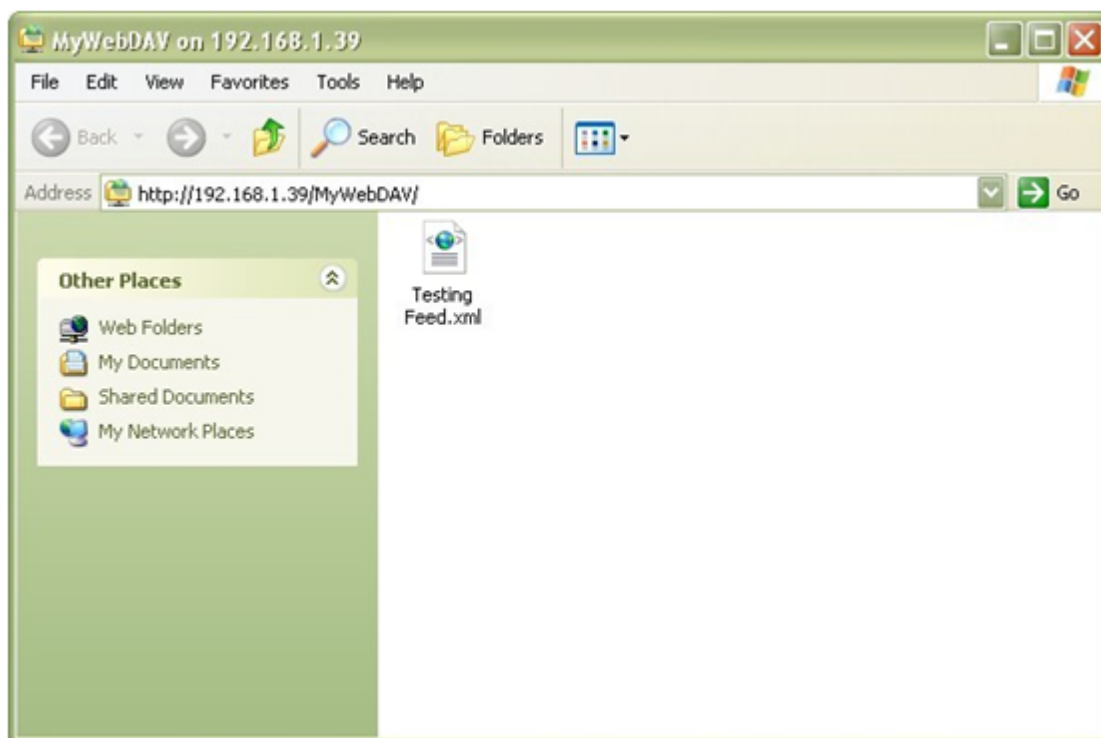 MyWebDAV on 192.168.1.39
File Edit View Favorites Tools Help
Back Search Folders
Address http://192.168.1.39/MyWebDAV/ Go
Other Places
Web Folders
My Documents
Shared Documents
My Network Places
Testing
Feed.xml